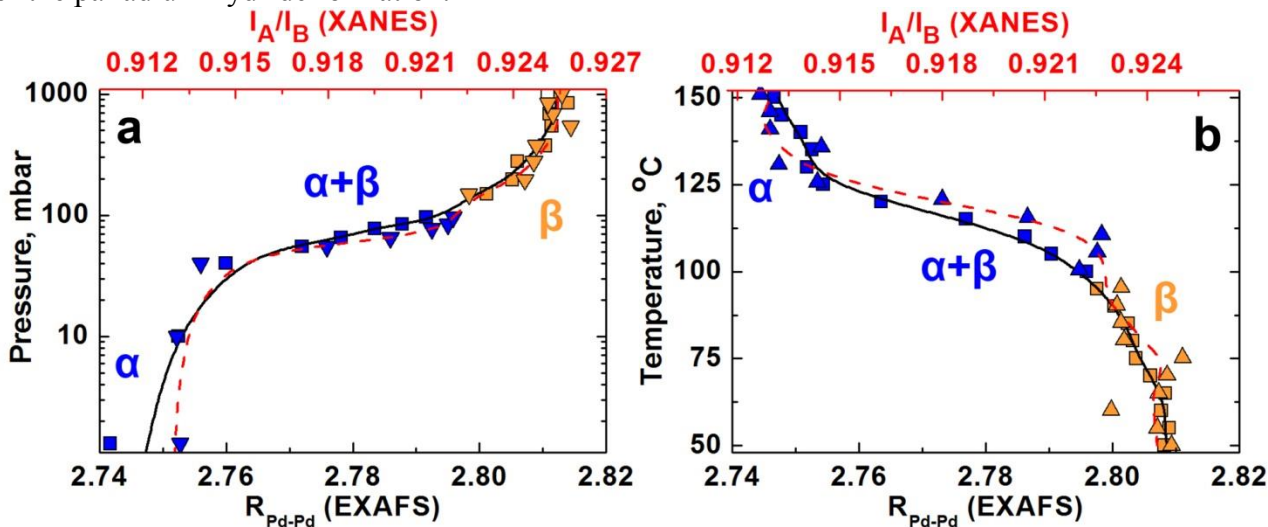 I_A/I_B (XANES)
0.912 0.915 0.918 0.921 0.924 0.927
1000
100
10
Pressure, mbar
a
α
α+β
β
2.74 2.76 2.78 2.80 2.82
R_Pd-Pd (EXAFS)
I_A/I_B (XANES)
0.912 0.915 0.918 0.921 0.924
150
125
100
75
50
Temperature, °C
b
α
α+β
β
2.74 2.76 2.78 2.80 2.82
R_Pd-Pd (EXAFS)